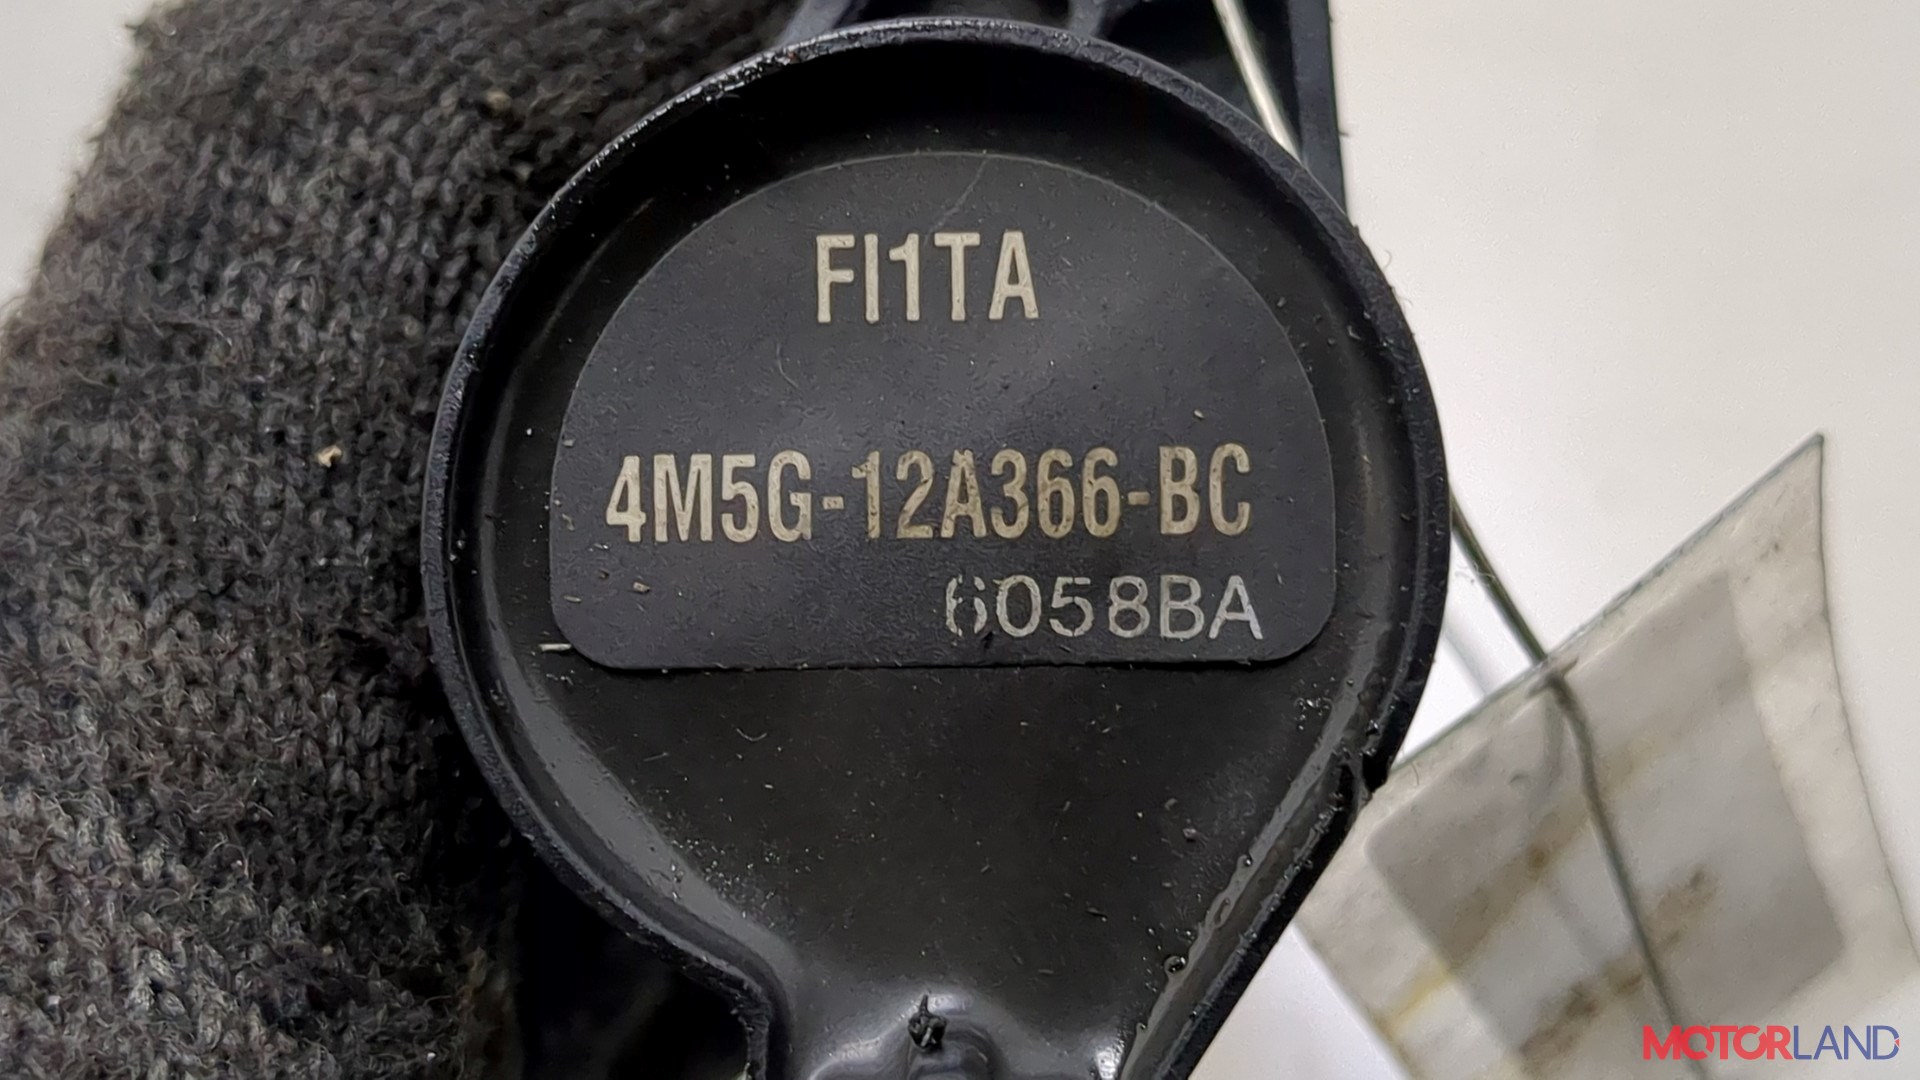 FI1TA
4M5G-12A366-BC
6058BA
MOTORLAND